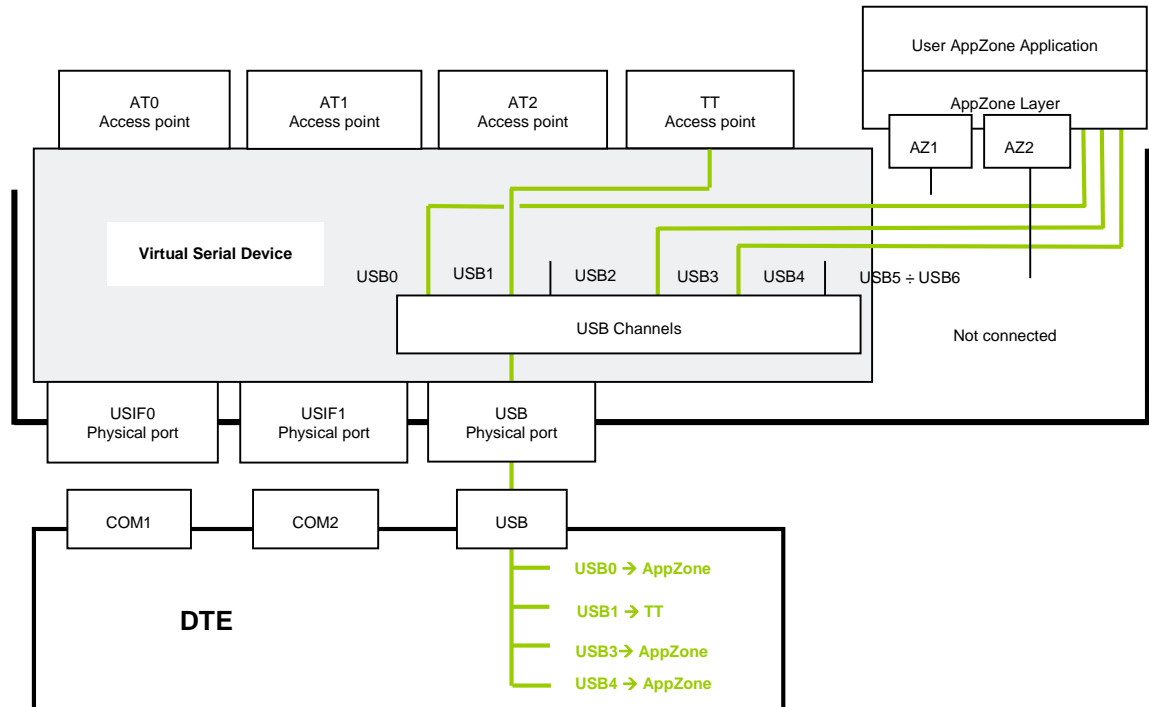 User AppZone Application
AT0
Access point
AT1
Access point
AT2
Access point
TT
Access point
AppZone Layer
AZ1
AZ2
Virtual Serial Device
USB0
USB1
USB2
USB3
USB4
USB5 ÷ USB6
USB Channels
Not connected
USIF0
Physical port
USIF1
Physical port
USB
Physical port
COM1
COM2
USB
USB0 → AppZone
USB1 → TT
DTE
USB3→ AppZone
USB4 → AppZone